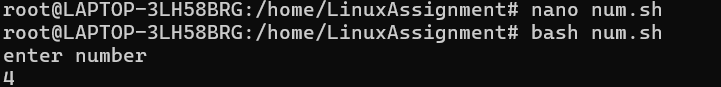 root@LAPTOP-3LH58BRG:/home/LinuxAssignment# nano num.sh
root@LAPTOP-3LH58BRG:/home/LinuxAssignment# bash num.sh
enter number
4